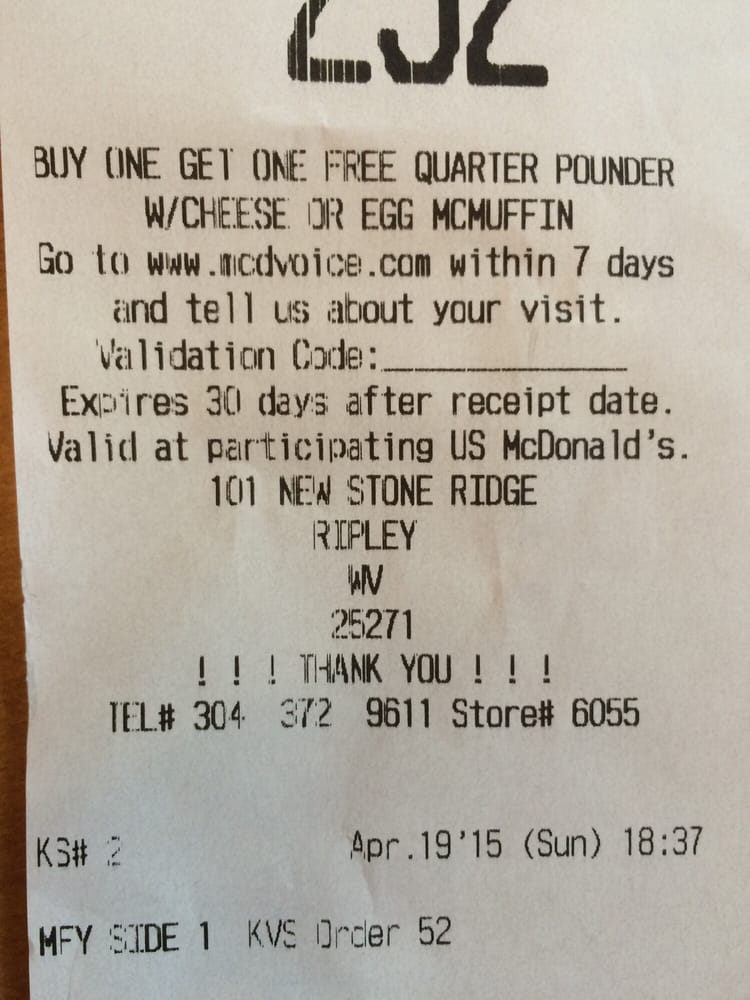 252
BUY ONE GET ONE FREE QUARTER POUNDER
W/CHEESE OR EGG MCMUFFIN
Go to www.mcdvoice.com within 7 days
and tell us about your visit.
Validation Code:______________
Expires 30 days after receipt date.
Valid at participating US McDonald's.
101 NEW STONE RIDGE
RIPLEY
WV
25271
! ! ! THANK YOU ! ! !
TEL# 304 372 9611 Store# 6055
KS# 2 Apr.19'15 (Sun) 18:37
MFY SIDE 1 KVS Order 52